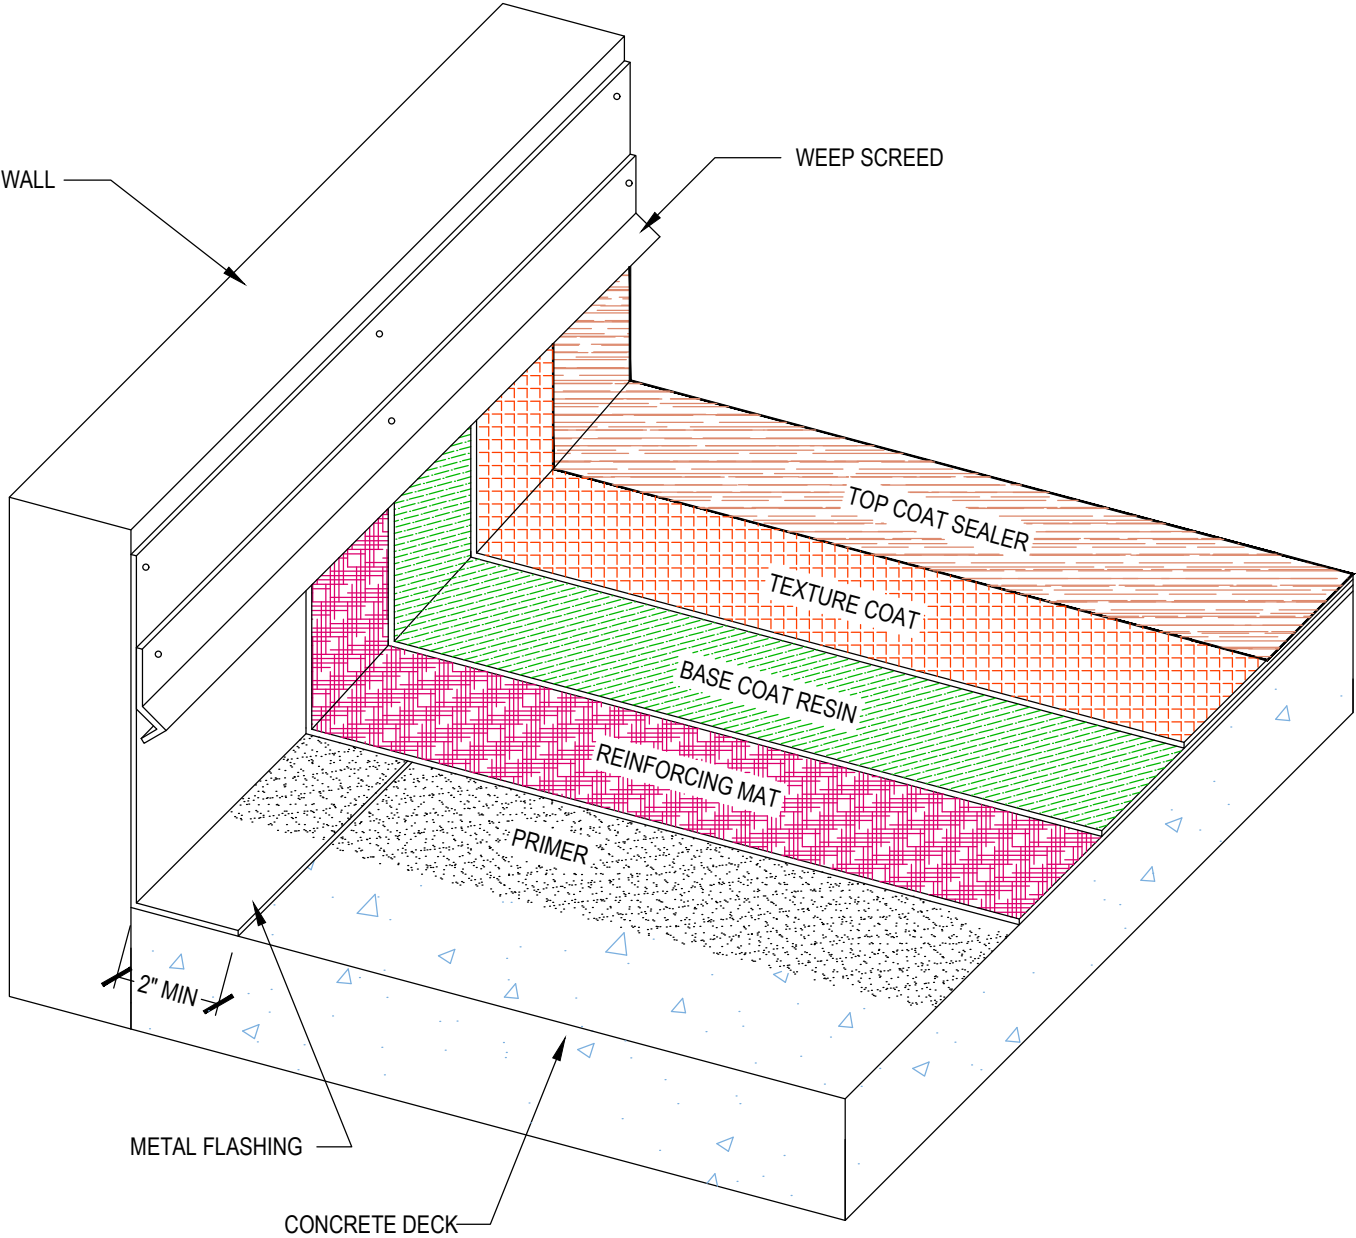 WEEP SCREED
WALL
TOP COAT SEALER
TEXTURE COAT
BASE COAT RESIN
REINFORCING MAT
PRIMER
2" MIN
METAL FLASHING
CONCRETE DECK